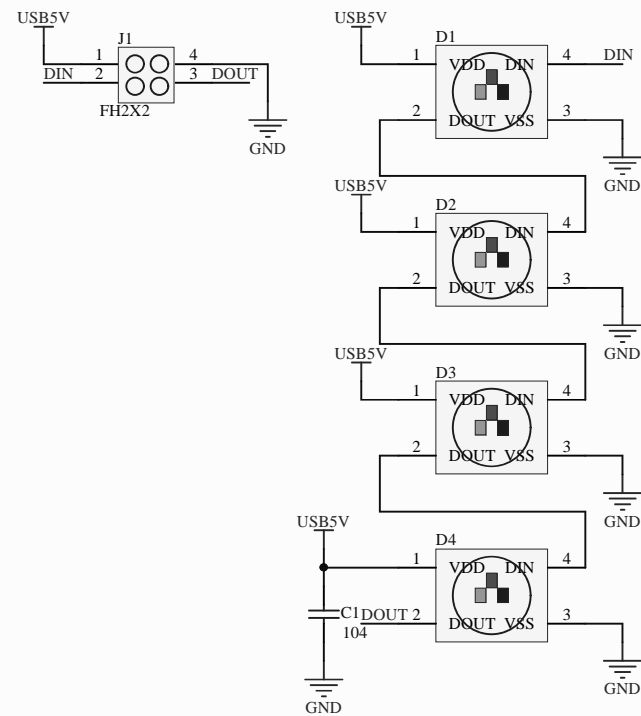 USB5V
J1
1
4
DIN
2
3
DOUT
FH2X2
GND
USB5V
D1
1
VDD
DIN
4
DIN
2
DOUT
VSS
3
GND
USB5V
D2
1
VDD
DIN
4
2
DOUT
VSS
3
GND
USB5V
D3
1
VDD
DIN
4
2
DOUT
VSS
3
GND
USB5V
D4
1
VDD
DIN
4
C1
104
DOUT
2
DOUT
VSS
3
GND
GND